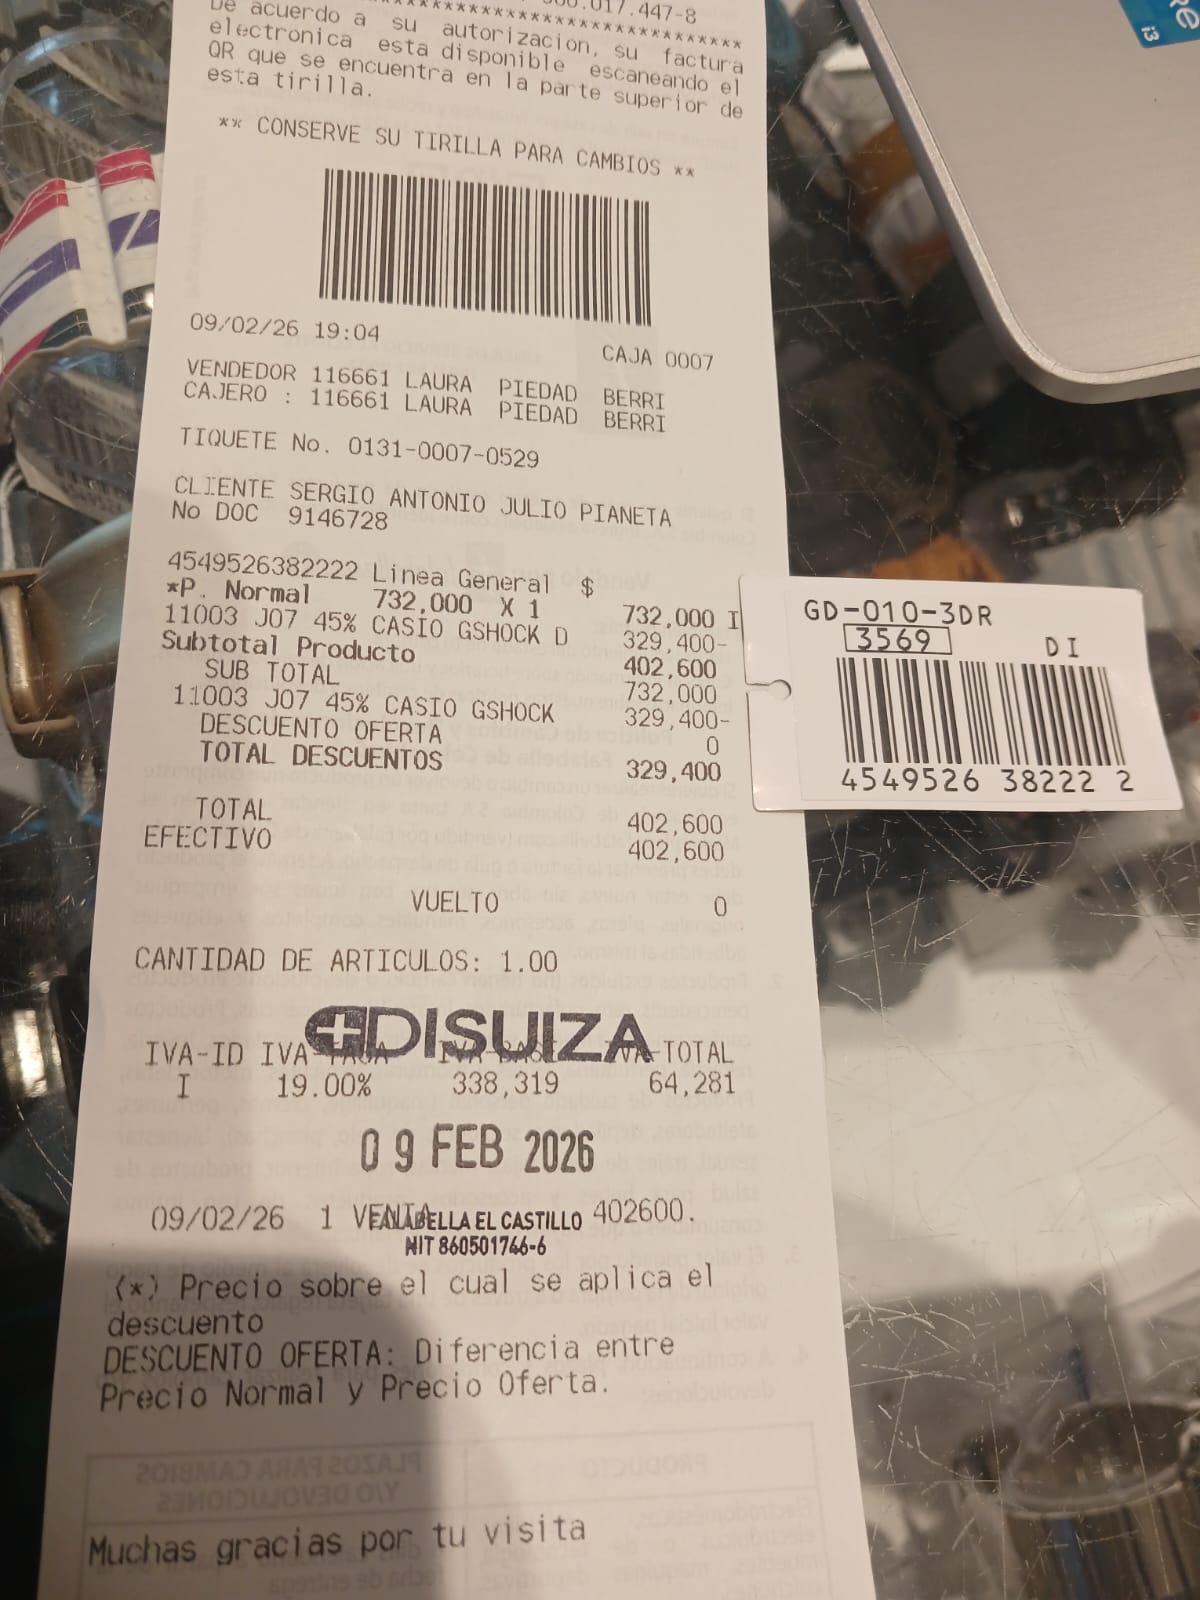 017.447-8
****************************
De acuerdo a su autorizacion, su factura
electronica esta disponible escaneando el
QR que se encuentra en la parte superior de
esta tirilla.
** CONSERVE SU TIRILLA PARA CAMBIOS **
09/02/26 19:04 CAJA 0007
VENDEDOR 116661 LAURA PIEDAD BERRI
CAJERO : 116661 LAURA PIEDAD BERRI
TIQUETE No. 0131-0007-0529
CLIENTE SERGIO ANTONIO JULIO PIANETA
No DOC 9146728
4549526382222 Linea General $
*P. Normal 732,000 X 1 732,000 I
11003 J07 45% CASIO GSHOCK D 329,400-
Subtotal Producto 402,600
SUB TOTAL 732,000
11003 J07 45% CASIO GSHOCK 329,400-
DESCUENTO OFERTA 0
TOTAL DESCUENTOS 329,400
TOTAL 402,600
EFECTIVO 402,600
VUELTO 0
CANTIDAD DE ARTICULOS: 1.00
DISUIZA
IVA-ID IVA-TASA IVA-BASE IVA-TOTAL
I 19.00% 338,319 64,281
09 FEB 2026
09/02/26 1 VENTA 402600.
EL CASTILLO
NIT 860501746-6
(*) Precio sobre el cual se aplica el
descuento
DESCUENTO OFERTA: Diferencia entre
Precio Normal y Precio Oferta.
Muchas gracias por tu visita
GD-010-3DR
3569 DI
4549526 38222 2
i3